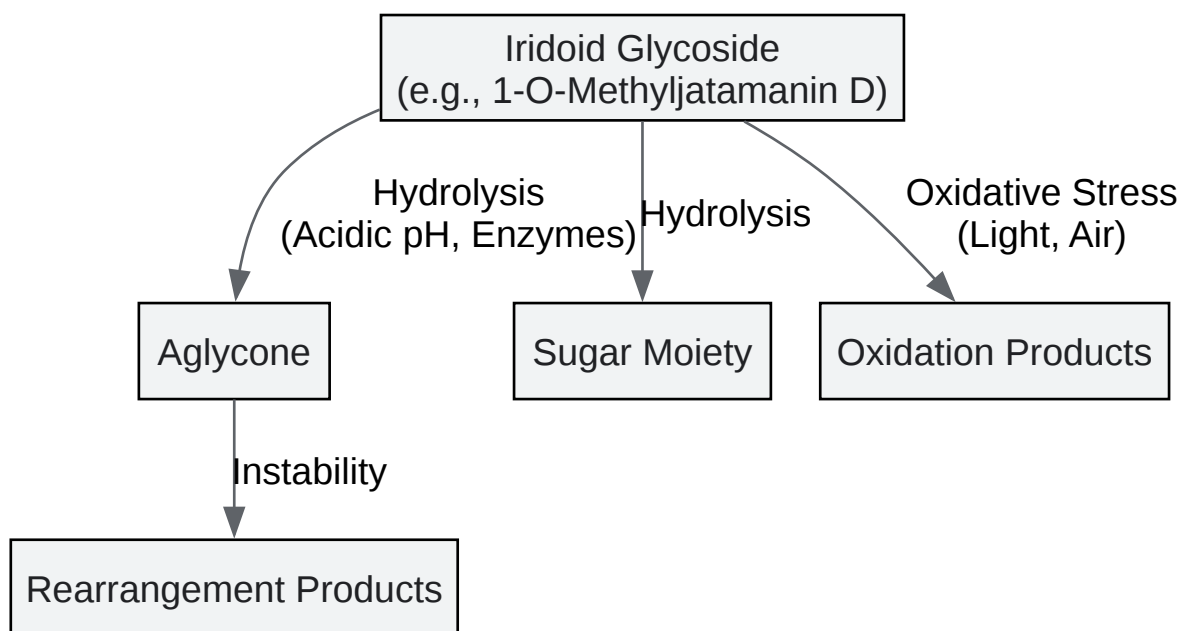 Iridoid Glycoside
(e.g., 1-O-Methyljatamanin D)
Hydrolysis
(Acidic pH, Enzymes)
Hydrolysis
Oxidative Stress
(Light, Air)
Aglycone
Sugar Moiety
Oxidation Products
Instability
Rearrangement Products